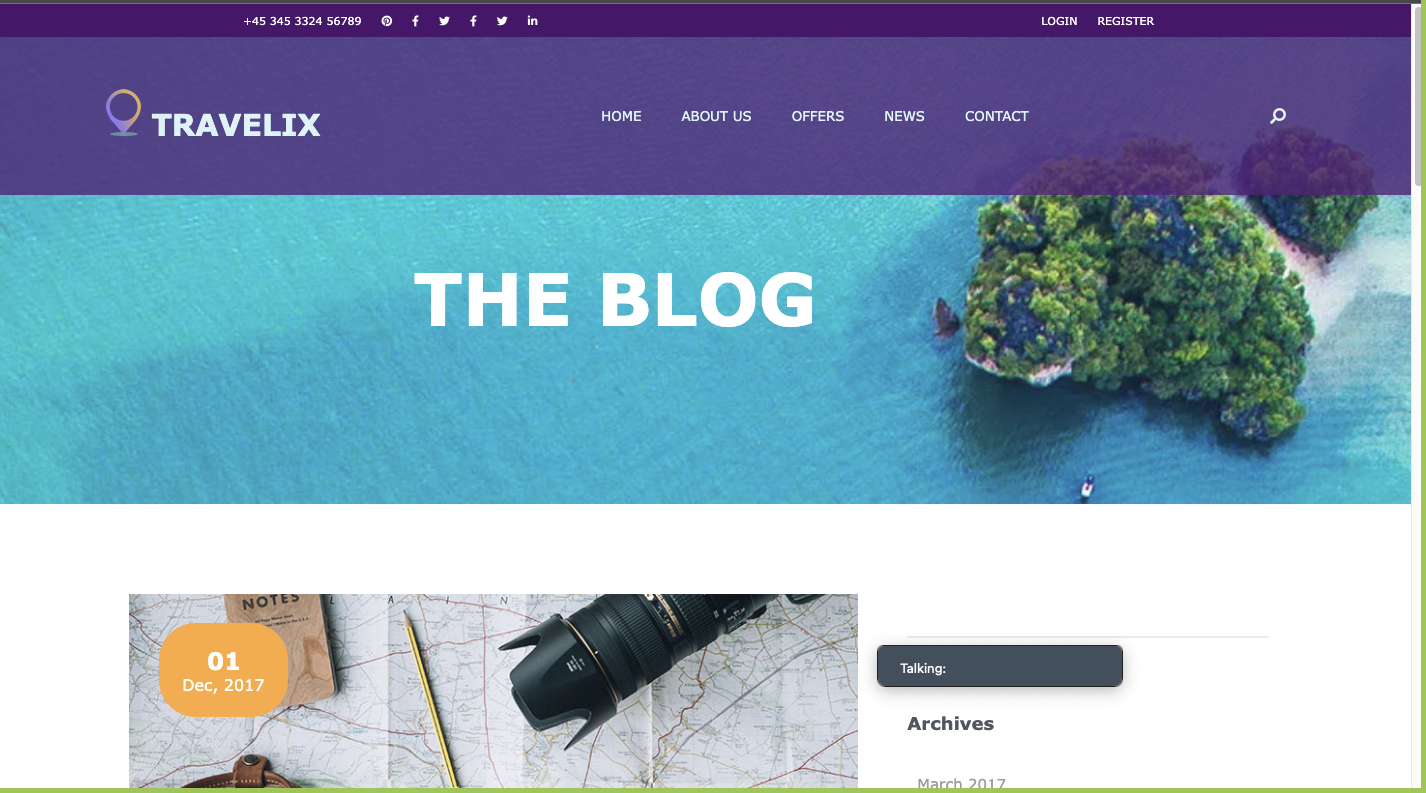 +45 345 3324 56789
LOGIN REGISTER
TRAVELIX
HOME ABOUT US OFFERS NEWS CONTACT
THE BLOG
NOTES
L A I N
01
Dec, 2017
Talking:
Archives
March 2017